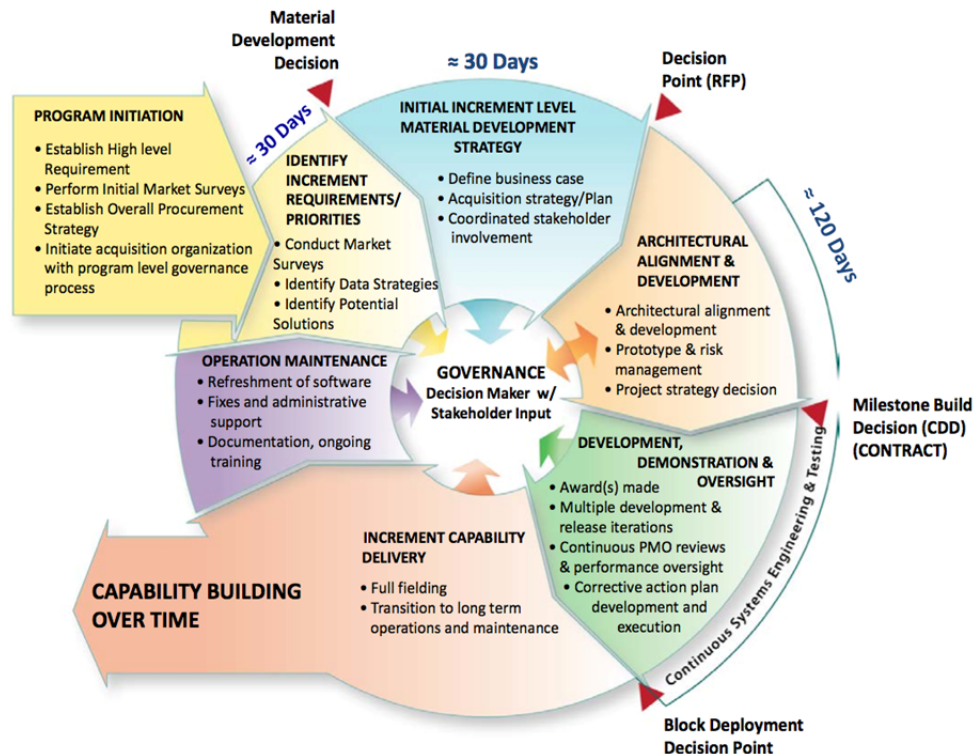 Material
Development
Decision
≈ 30 Days
Decision
Point (RFP)
PROGRAM INITIATION
• Establish High level
Requirement
• Perform Initial Market Surveys
• Establish Overall Procurement
Strategy
• Initiate acquisition organization
with program level governance
process
≈ 30 Days
IDENTIFY
INCREMENT
REQUIREMENTS/
PRIORITIES
• Conduct Market
Surveys
• Identify Data Strategies
• Identify Potential
Solutions
INITIAL INCREMENT LEVEL
MATERIAL DEVELOPMENT
STRATEGY
• Define business case
• Acquisition strategy/Plan
• Coordinated stakeholder
involvement
≈ 120 Days
ARCHITECTURAL
ALIGNMENT &
DEVELOPMENT
• Architectural alignment
& development
• Prototype & risk
management
• Project strategy decision
OPERATION MAINTENANCE
• Refreshment of software
• Fixes and administrative
support
• Documentation, ongoing
training
GOVERNANCE
Decision Maker w/
Stakeholder Input
Milestone Build
Decision (CDD)
(CONTRACT)
DEVELOPMENT,
DEMONSTRATION &
OVERSIGHT
• Award(s) made
• Multiple development &
release iterations
• Continuous PMO reviews
& performance oversight
• Corrective action plan
development and
execution
Continuous Systems Engineering & Testing
INCREMENT CAPABILITY
DELIVERY
• Full fielding
• Transition to long term
operations and maintenance
CAPABILITY BUILDING
OVER TIME
Block Deployment
Decision Point